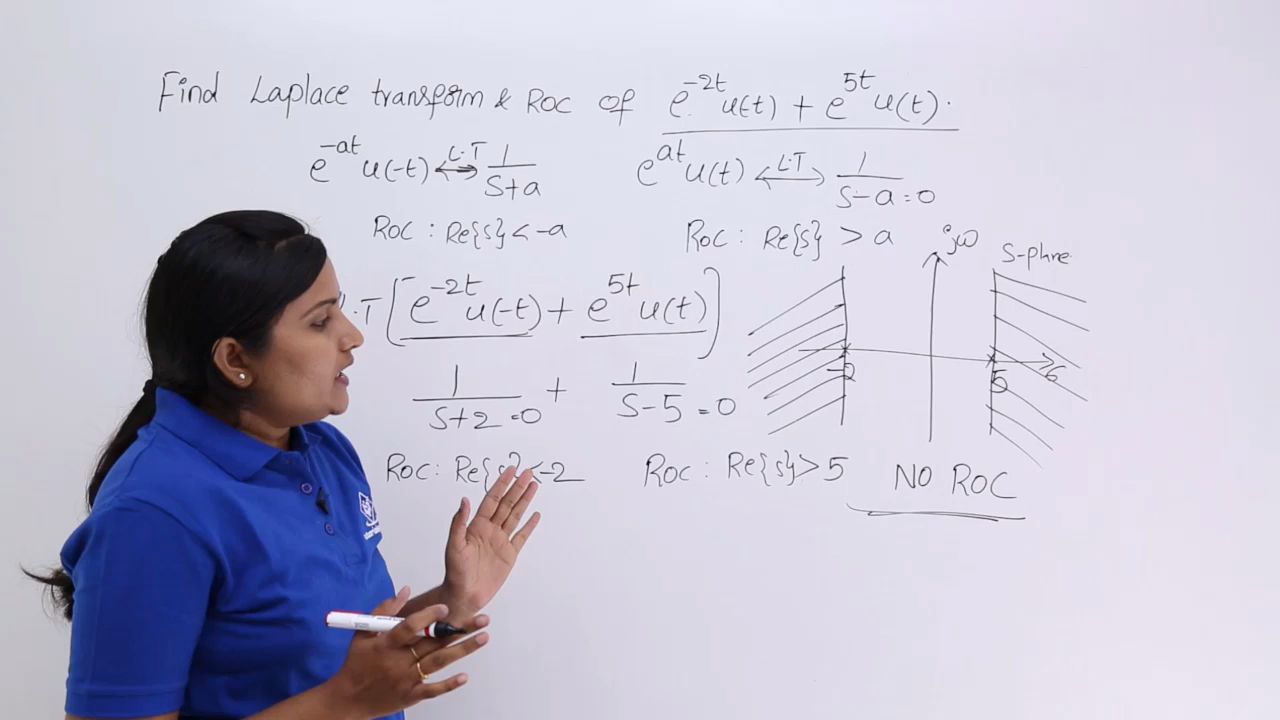 Find Laplace transform & ROC of e^{-2t} u(-t) + e^{5t} u(t).
e^{-at} u(-t) ⟷ L.T 1/(S+a)
e^{at} u(t) ⟷ L.T 1/(S-a)=0
ROC : Re{s} < -a
ROC : Re{s} > a
jω
S-plane
L.T [e^{-2t} u(-t) + e^{5t} u(t)]
-2
5
σ
1/(S+2)=0 + 1/(S-5)=0
ROC : Re{s} < -2
ROC : Re{s} > 5
NO ROC